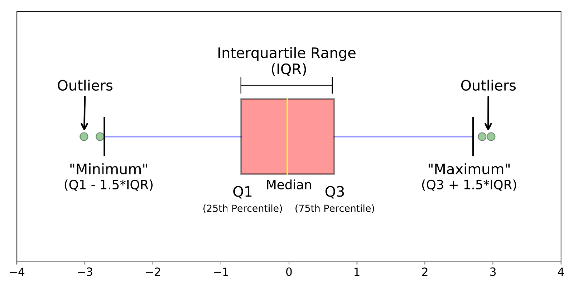 Interquartile Range
(IQR)
Outliers
Outliers
"Minimum"
(Q1 - 1.5*IQR)
"Maximum"
(Q3 + 1.5*IQR)
Median
Q1
Q3
(25th Percentile)
(75th Percentile)
−4 −3 −2 −1 0 1 2 3 4